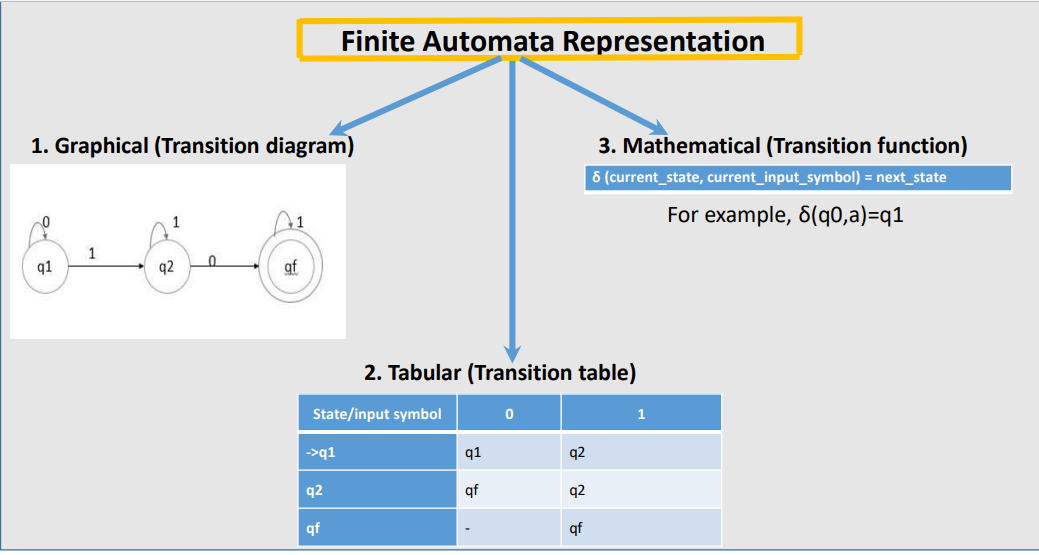 Finite Automata Representation
1. Graphical (Transition diagram)
3. Mathematical (Transition function)
δ (current_state, current_input_symbol) = next_state
For example, δ(q0,a)=q1
0
1
1
q1
1
q2
0
qf
2. Tabular (Transition table)
State/input symbol 0 1
->q1 q1 q2
q2 qf q2
qf - qf